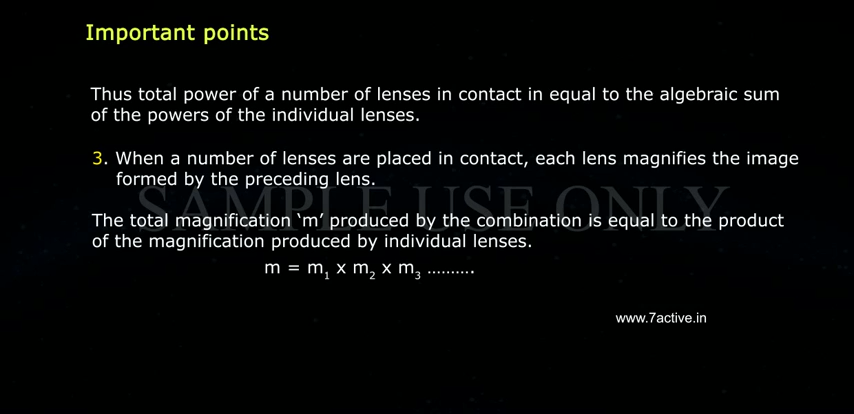 Important points
Thus total power of a number of lenses in contact in equal to the algebraic sum
of the powers of the individual lenses.
3. When a number of lenses are placed in contact, each lens magnifies the image
formed by the preceding lens.
SAMPLE USE ONLY
The total magnification ‘m’ produced by the combination is equal to the product
of the magnification produced by individual lenses.
m = m₁ x m₂ x m₃ ..........
www.7active.in